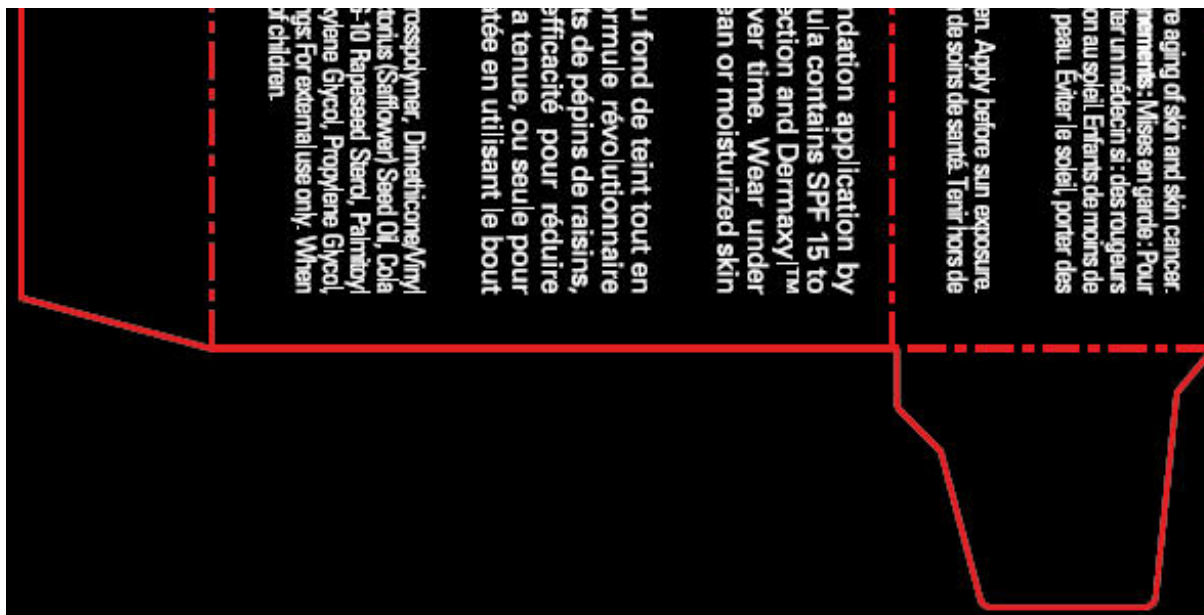 re aging of skin and skin cancer.
nements: Mises en garde: Pour
ter un médecin si : des rougeurs
on au soleil. Enfants de moins de
peau. Éviter le soleil, porter des
en. Apply before sun exposure.
n de soins de santé. Tenir hors de
ndation application by
ula contains SPF 15 to
ection and Dermaxyl™
ver time. Wear under
ean or moisturized skin
u fond de teint tout en
ormule révolutionnaire
ts de pépins de raisins,
efficacité pour réduire
a tenue, ou seule pour
en utilisant le bout
rosspolymer, Dimethicone/Vinyl
torius (Safflower) Seed Oil, Cola
-10 Rapeseed Sterol, Palmitoyl
xylene Glycol, Propylene Glycol,
ngs: For external use only. When
of children.